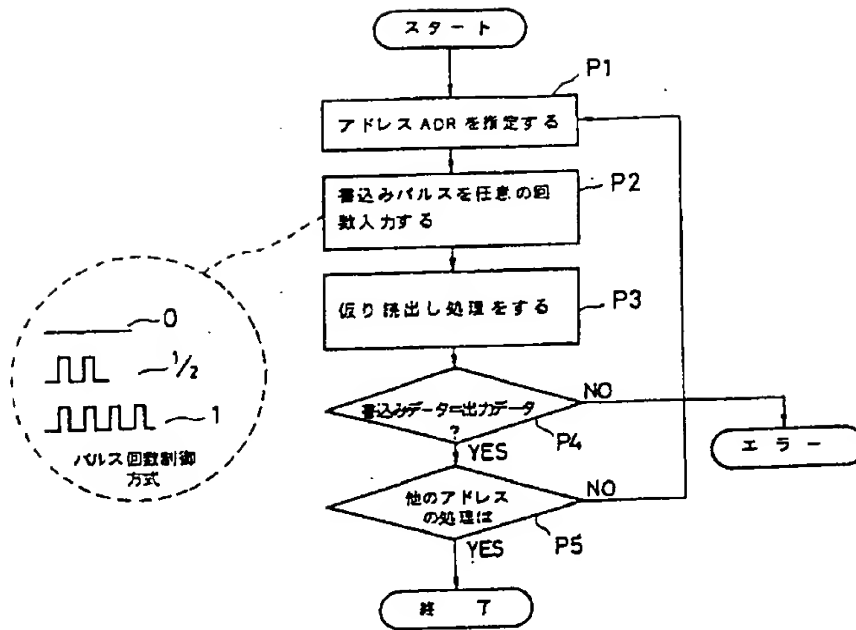 スタート
P1
アドレスADRを指定する
書込みパルスを任意の回
数入力する
P2
仮り読出し処理をする
P3
0
1/2
1
パルス回数制御
方式
書込みデータ=出力データ
?
NO
P4
YES
エラー
他のアドレス
の処理は
NO
P5
YES
終了